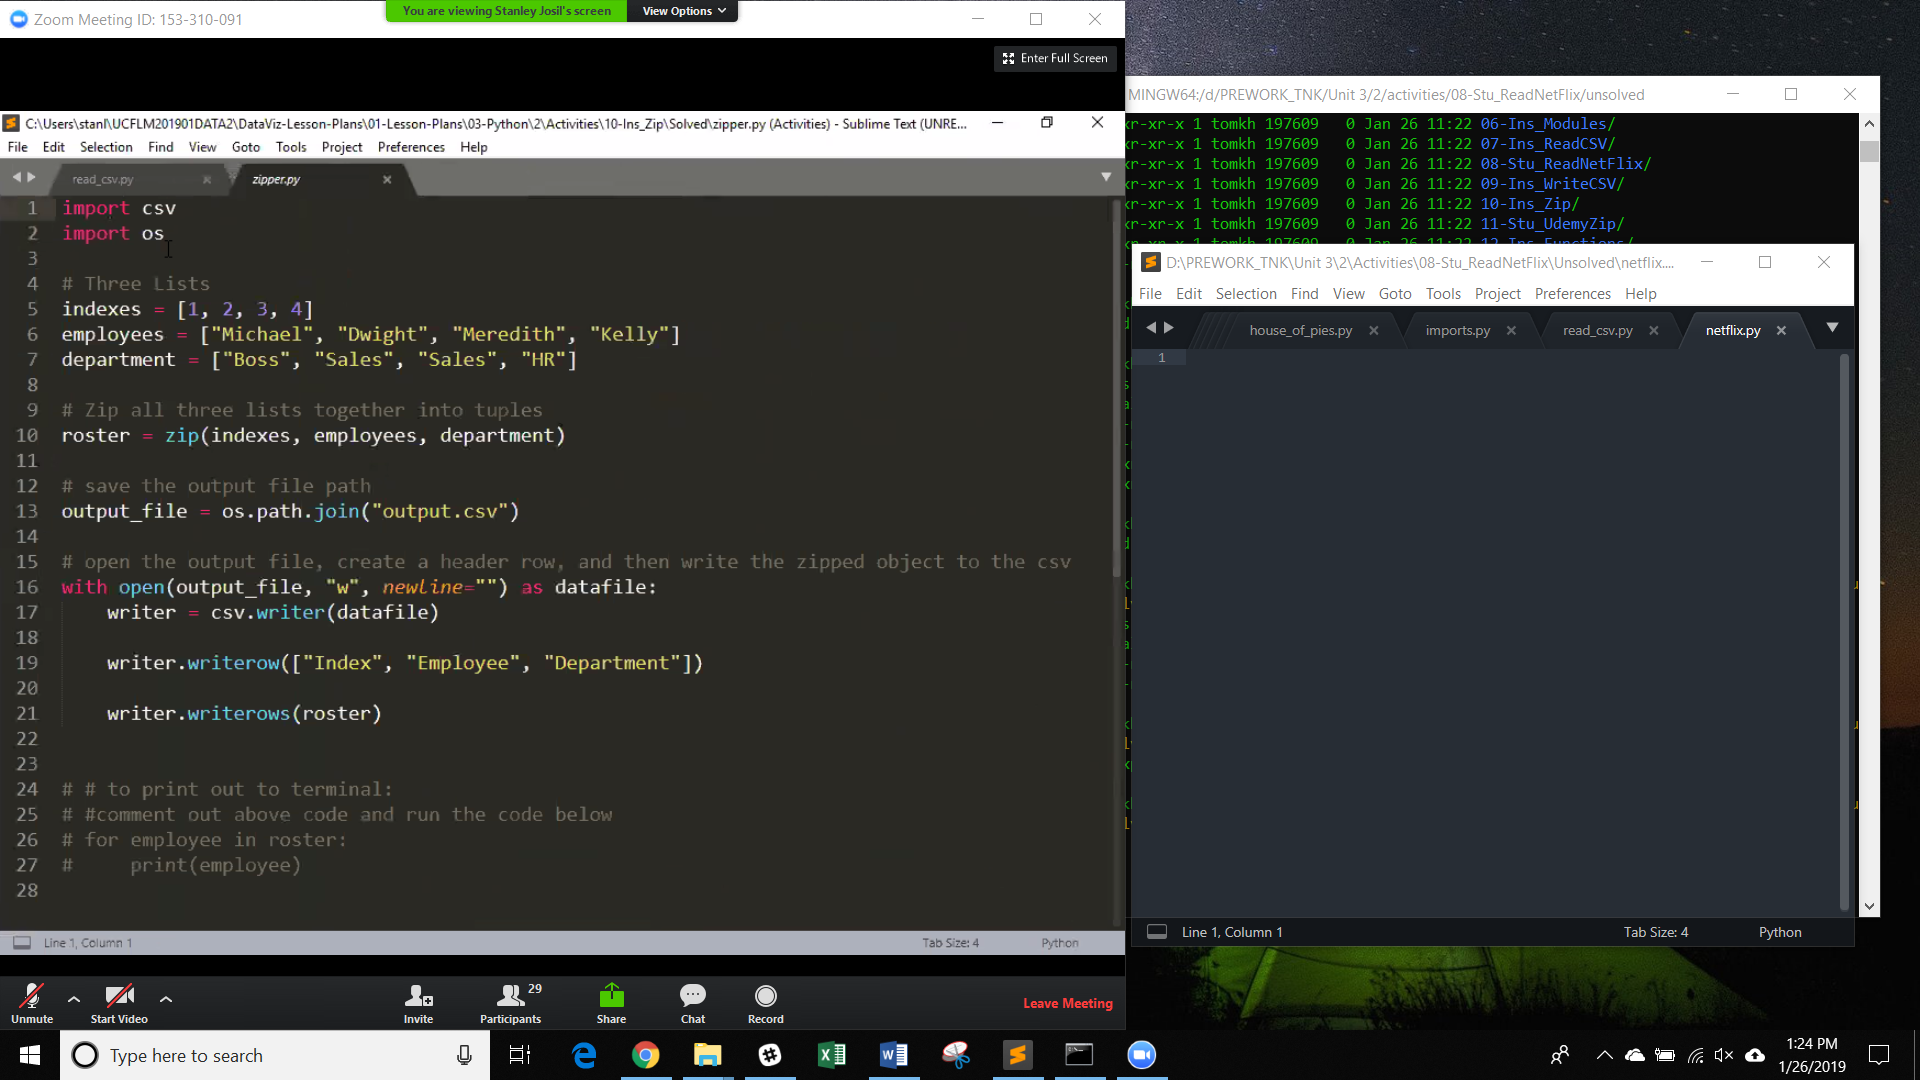 Zoom Meeting ID: 153-310-091
You are viewing Stanley Josil's screen
View Options
Enter Full Screen
C:\Users\stanl\UCFLM201901DATA2\DataViz-Lesson-Plans\01-Lesson-Plans\03-Python\2\Activities\10-Ins_Zip\Solved\zipper.py (Activities) - Sublime Text (UNRE...
File Edit Selection Find View Goto Tools Project Preferences Help
read_csv.py
zipper.py
1 import csv
2 import os
3
4 # Three Lists
5 indexes = [1, 2, 3, 4]
6 employees = ["Michael", "Dwight", "Meredith", "Kelly"]
7 department = ["Boss", "Sales", "Sales", "HR"]
8
9 # Zip all three lists together into tuples
10 roster = zip(indexes, employees, department)
11
12 # save the output file path
13 output_file = os.path.join("output.csv")
14
15 # open the output file, create a header row, and then write the zipped object to the csv
16 with open(output_file, "w", newline="") as datafile:
17     writer = csv.writer(datafile)
18
19     writer.writerow(["Index", "Employee", "Department"])
20
21     writer.writerows(roster)
22
23
24 # # to print out to terminal:
25 # #comment out above code and run the code below
26 # for employee in roster:
27 #     print(employee)
28
Line 1, Column 1
Tab Size: 4
Python
Unmute
Start Video
Invite
29
Participants
Share
Chat
Record
Leave Meeting
MINGW64:/d/PREWORK_TNK/Unit 3/2/activities/08-Stu_ReadNetFlix/unsolved
xr-xr-x 1 tomkh 197609   0 Jan 26 11:22 06-Ins_Modules/
xr-xr-x 1 tomkh 197609   0 Jan 26 11:22 07-Ins_ReadCSV/
xr-xr-x 1 tomkh 197609   0 Jan 26 11:22 08-Stu_ReadNetFlix/
xr-xr-x 1 tomkh 197609   0 Jan 26 11:22 09-Ins_WriteCSV/
xr-xr-x 1 tomkh 197609   0 Jan 26 11:22 10-Ins_Zip/
xr-xr-x 1 tomkh 197609   0 Jan 26 11:22 11-Stu_UdemyZip/
D:\PREWORK_TNK\Unit 3\2\Activities\08-Stu_ReadNetFlix\Unsolved\netflix....
File Edit Selection Find View Goto Tools Project Preferences Help
house_of_pies.py
imports.py
read_csv.py
netflix.py
1
Line 1, Column 1
Tab Size: 4
Python
Type here to search
1:24 PM
1/26/2019